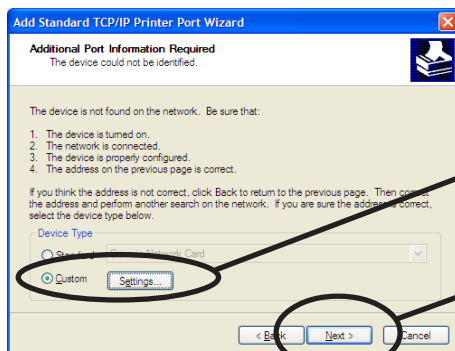 Add Standard TCP/IP Printer Port Wizard
Additional Port Information Required
The device could not be identified.
The device is not found on the network. Be sure that:
1. The device is turned on.
2. The network is connected.
3. The device is properly configured.
4. The address on the previous page is correct.
If you think the address is not correct, click Back to return to the previous page. Then correct
the address and perform another search on the network. If you are sure the address is correct,
select the device type below.
Device Type
Standard Generic Network Card
Custom Settings...
< Back Next > Cancel